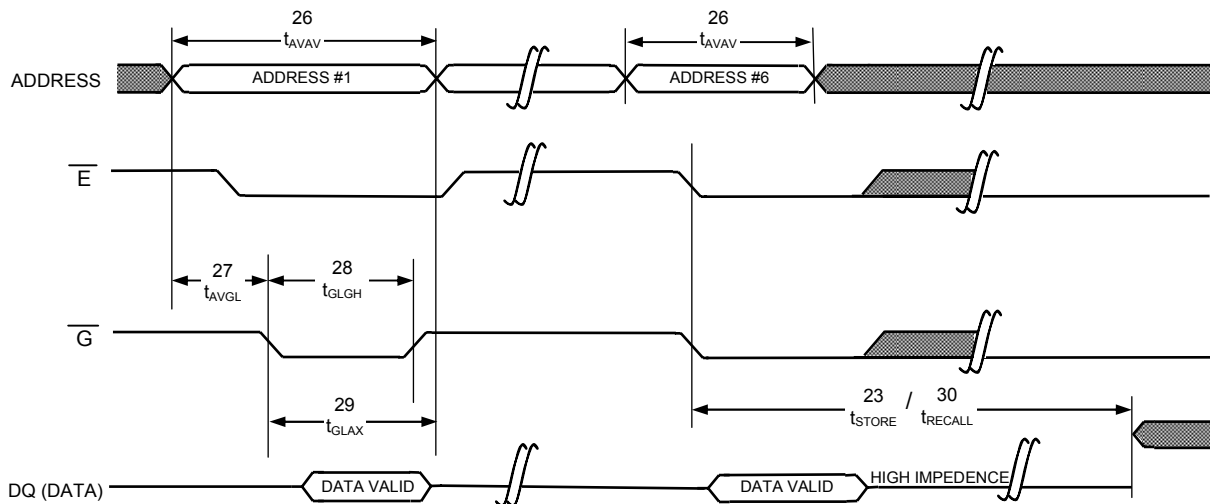 26 26
tAVAV tAVAV
ADDRESS ADDRESS #1 ADDRESS #6
E
27 28
tAVGL tGLGH
G
29 23 / 30
tGLAX tSTORE tRECALL
DQ (DATA) DATA VALID DATA VALID HIGH IMPEDENCE